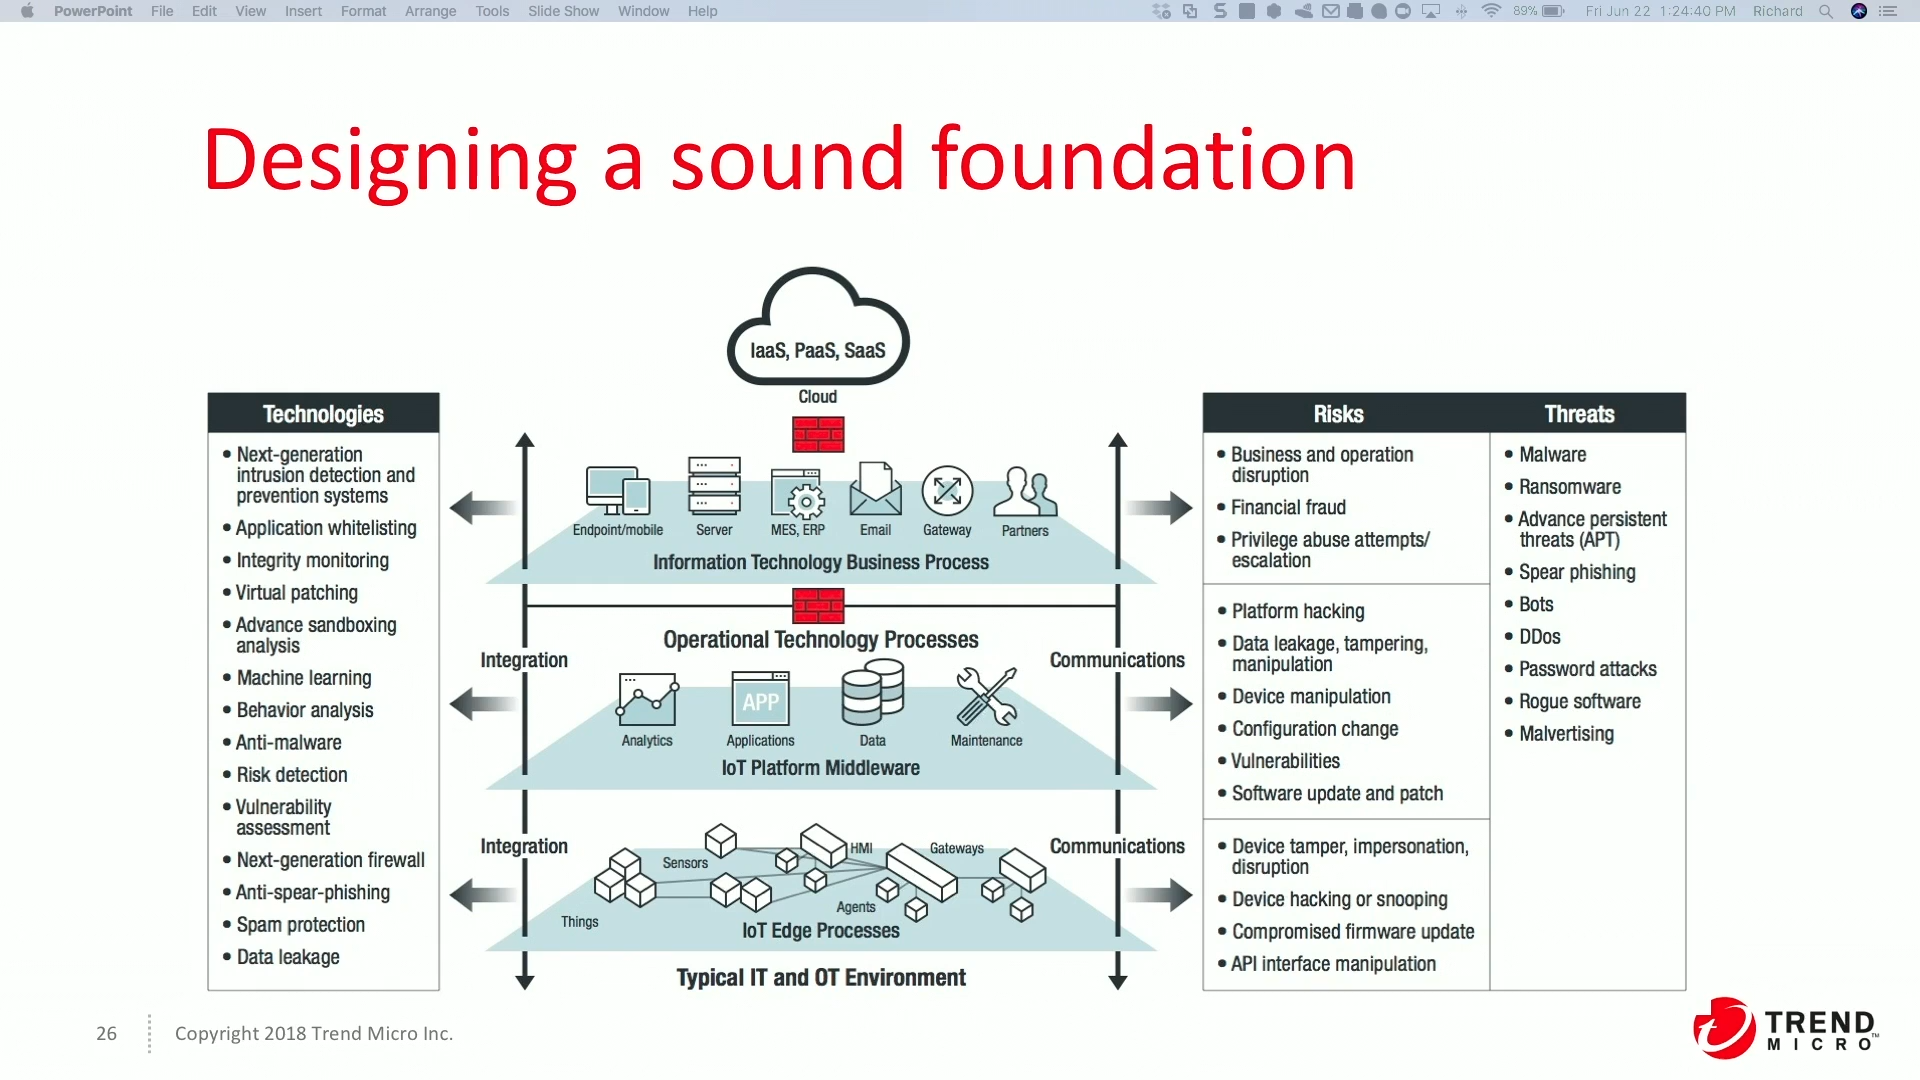 PowerPoint File Edit View Insert Format Arrange Tools Slide Show Window Help 89% Fri Jun 22 1:24:40 PM Richard
Designing a sound foundation
IaaS, PaaS, SaaS
Cloud
Technologies
• Next-generation
intrusion detection and
prevention systems
• Application whitelisting
• Integrity monitoring
• Virtual patching
• Advance sandboxing
analysis
• Machine learning
• Behavior analysis
• Anti-malware
• Risk detection
• Vulnerability
assessment
• Next-generation firewall
• Anti-spear-phishing
• Spam protection
• Data leakage
Endpoint/mobile Server MES, ERP Email Gateway Partners
Information Technology Business Process
Operational Technology Processes
Integration Communications
APP
Analytics Applications Data Maintenance
IoT Platform Middleware
Integration Communications
Sensors HMI Gateways
Things Agents
IoT Edge Processes
Typical IT and OT Environment
Risks
• Business and operation
disruption
• Financial fraud
• Privilege abuse attempts/
escalation
• Platform hacking
• Data leakage, tampering,
manipulation
• Device manipulation
• Configuration change
• Vulnerabilities
• Software update and patch
• Device tamper, impersonation,
disruption
• Device hacking or snooping
• Compromised firmware update
• API interface manipulation
Threats
• Malware
• Ransomware
• Advance persistent
threats (APT)
• Spear phishing
• Bots
• DDos
• Password attacks
• Rogue software
• Malvertising
26 Copyright 2018 Trend Micro Inc.
TREND
MICRO™